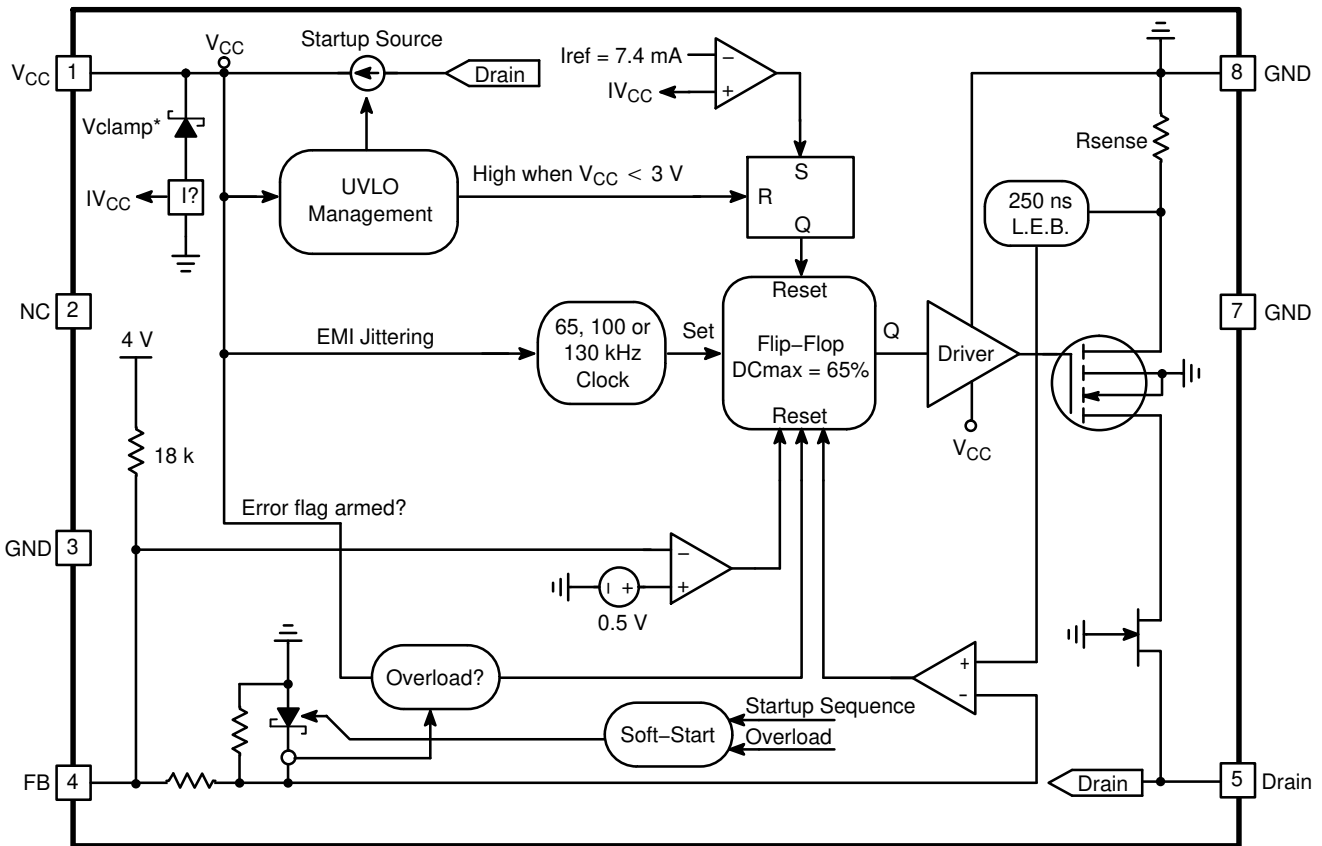 Startup Source
VCC
VCC
1
Drain
Iref = 7.4 mA
−
IVCC
+
8
GND
Vclamp*
Rsense
IVCC
I?
UVLO
Management
High when VCC < 3 V
S
R
Q
250 ns
L.E.B.
NC
2
7
GND
4 V
EMI Jittering
65, 100 or
130 kHz
Clock
Set
Reset
Flip−Flop
DCmax = 65%
Reset
Q
Driver
VCC
18 k
Error flag armed?
GND
3
−
+
− +
0.5 V
Overload?
+
−
Soft−Start
Startup Sequence
Overload
FB
4
Drain
5
Drain